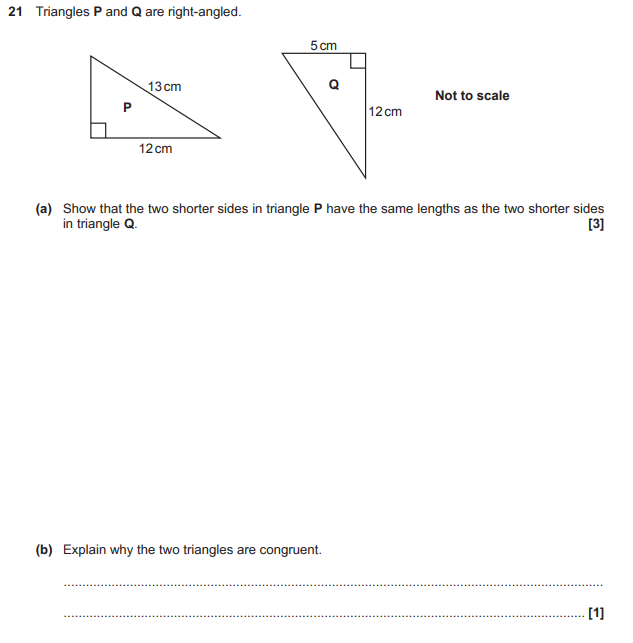 21 Triangles P and Q are right-angled.
5 cm
13 cm
Q
P
Not to scale
12 cm
12 cm
(a) Show that the two shorter sides in triangle P have the same lengths as the two shorter sides
in triangle Q. [3]
(b) Explain why the two triangles are congruent.
[1]